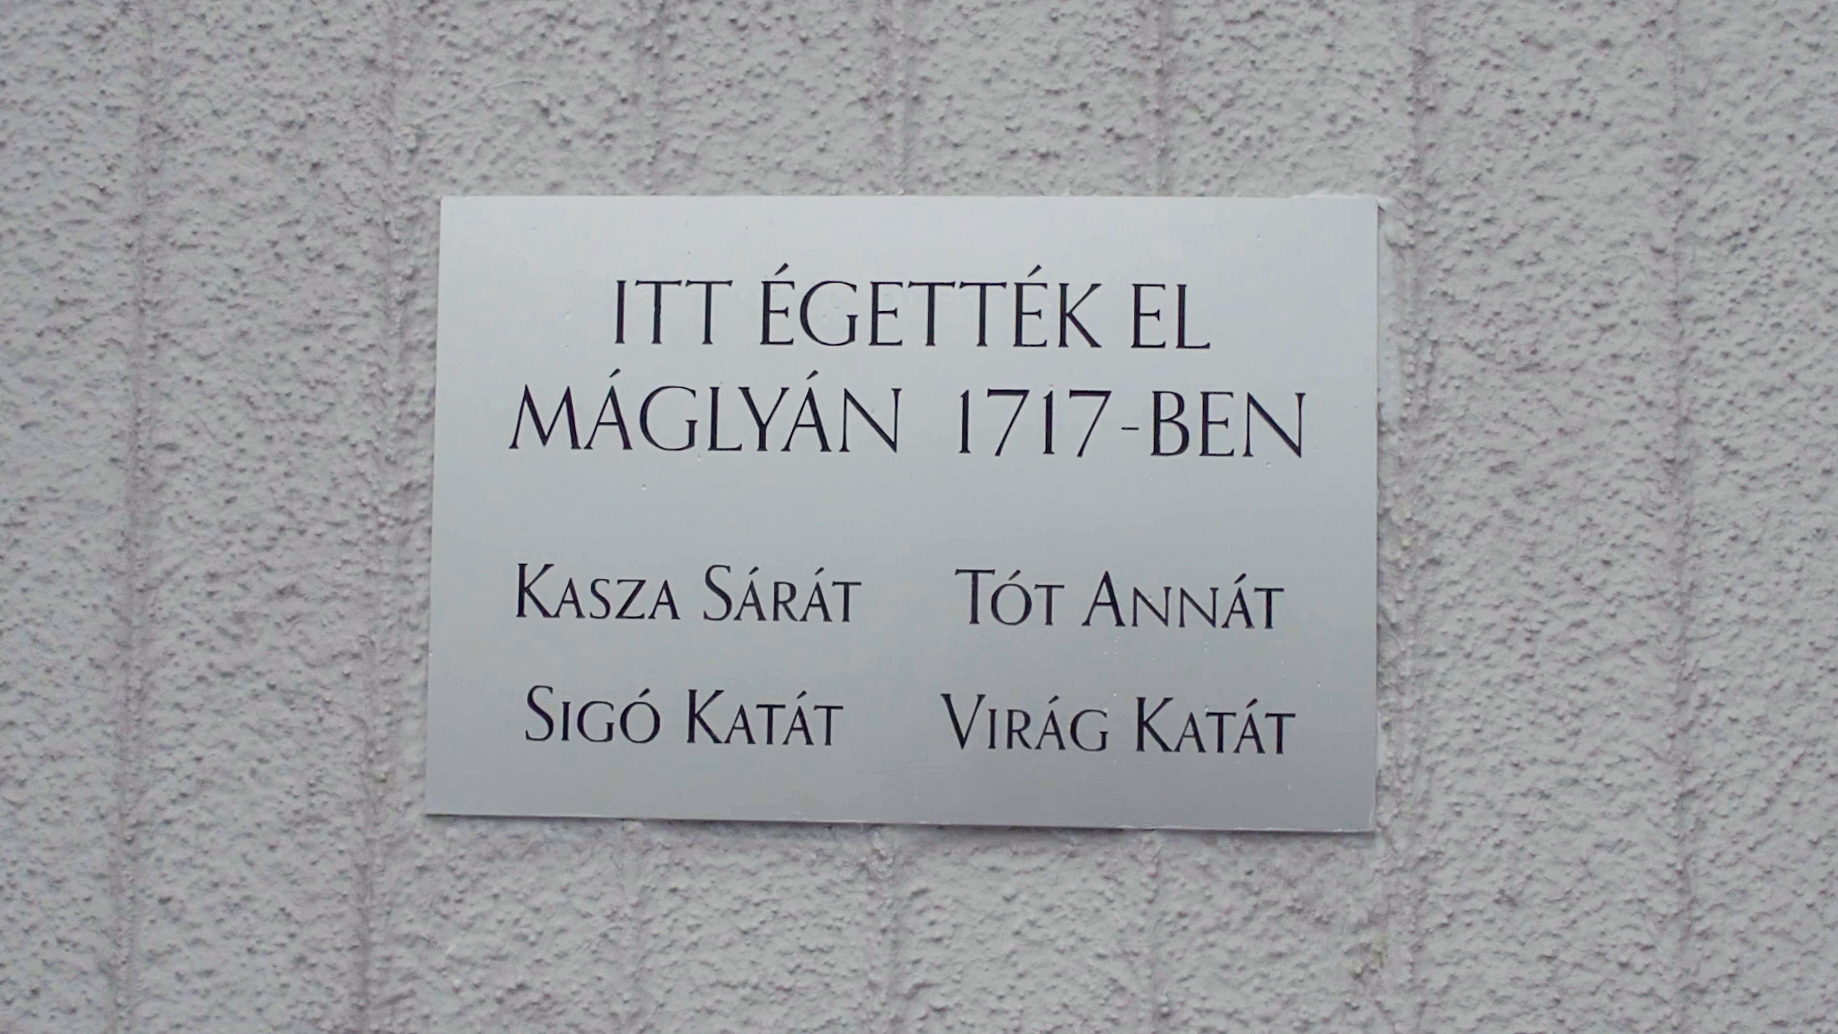 ITT ÉGETTÉK EL
MÁGLYÁN 1717-BEN
KASZA SÁRÁT TÓT ANNÁT
SIGÓ KATÁT VIRÁG KATÁT